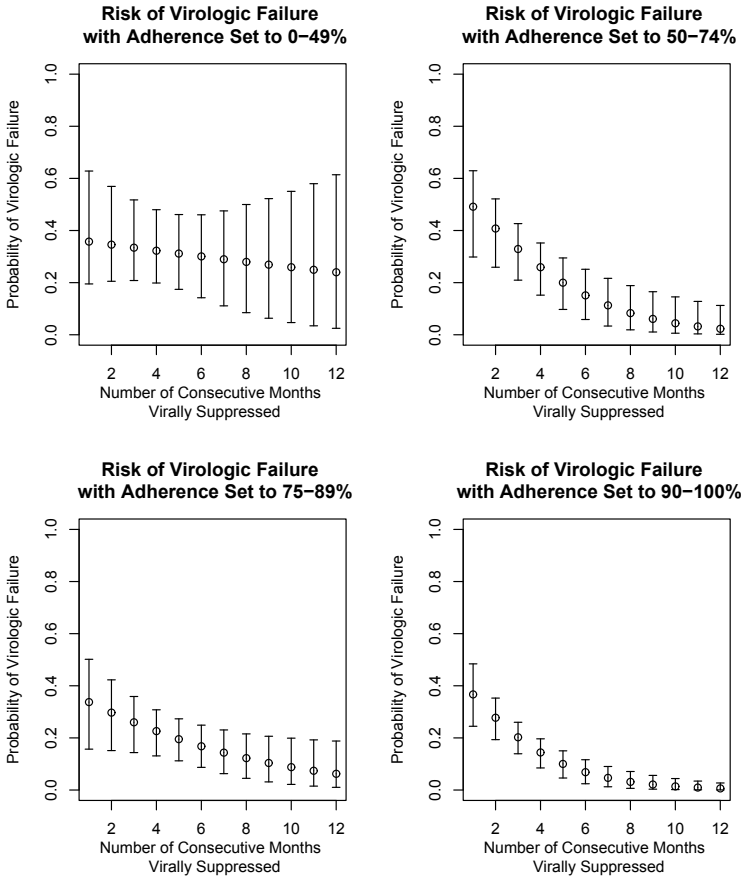 Risk of Virologic Failure
with Adherence Set to 0−49%
Probability of Virologic Failure
1.0
0.8
0.6
0.4
0.2
0.0
2 4 6 8 10 12
Number of Consecutive Months
Virally Suppressed
Risk of Virologic Failure
with Adherence Set to 50−74%
Probability of Virologic Failure
1.0
0.8
0.6
0.4
0.2
0.0
2 4 6 8 10 12
Number of Consecutive Months
Virally Suppressed
Risk of Virologic Failure
with Adherence Set to 75−89%
Probability of Virologic Failure
1.0
0.8
0.6
0.4
0.2
0.0
2 4 6 8 10 12
Number of Consecutive Months
Virally Suppressed
Risk of Virologic Failure
with Adherence Set to 90−100%
Probability of Virologic Failure
1.0
0.8
0.6
0.4
0.2
0.0
2 4 6 8 10 12
Number of Consecutive Months
Virally Suppressed